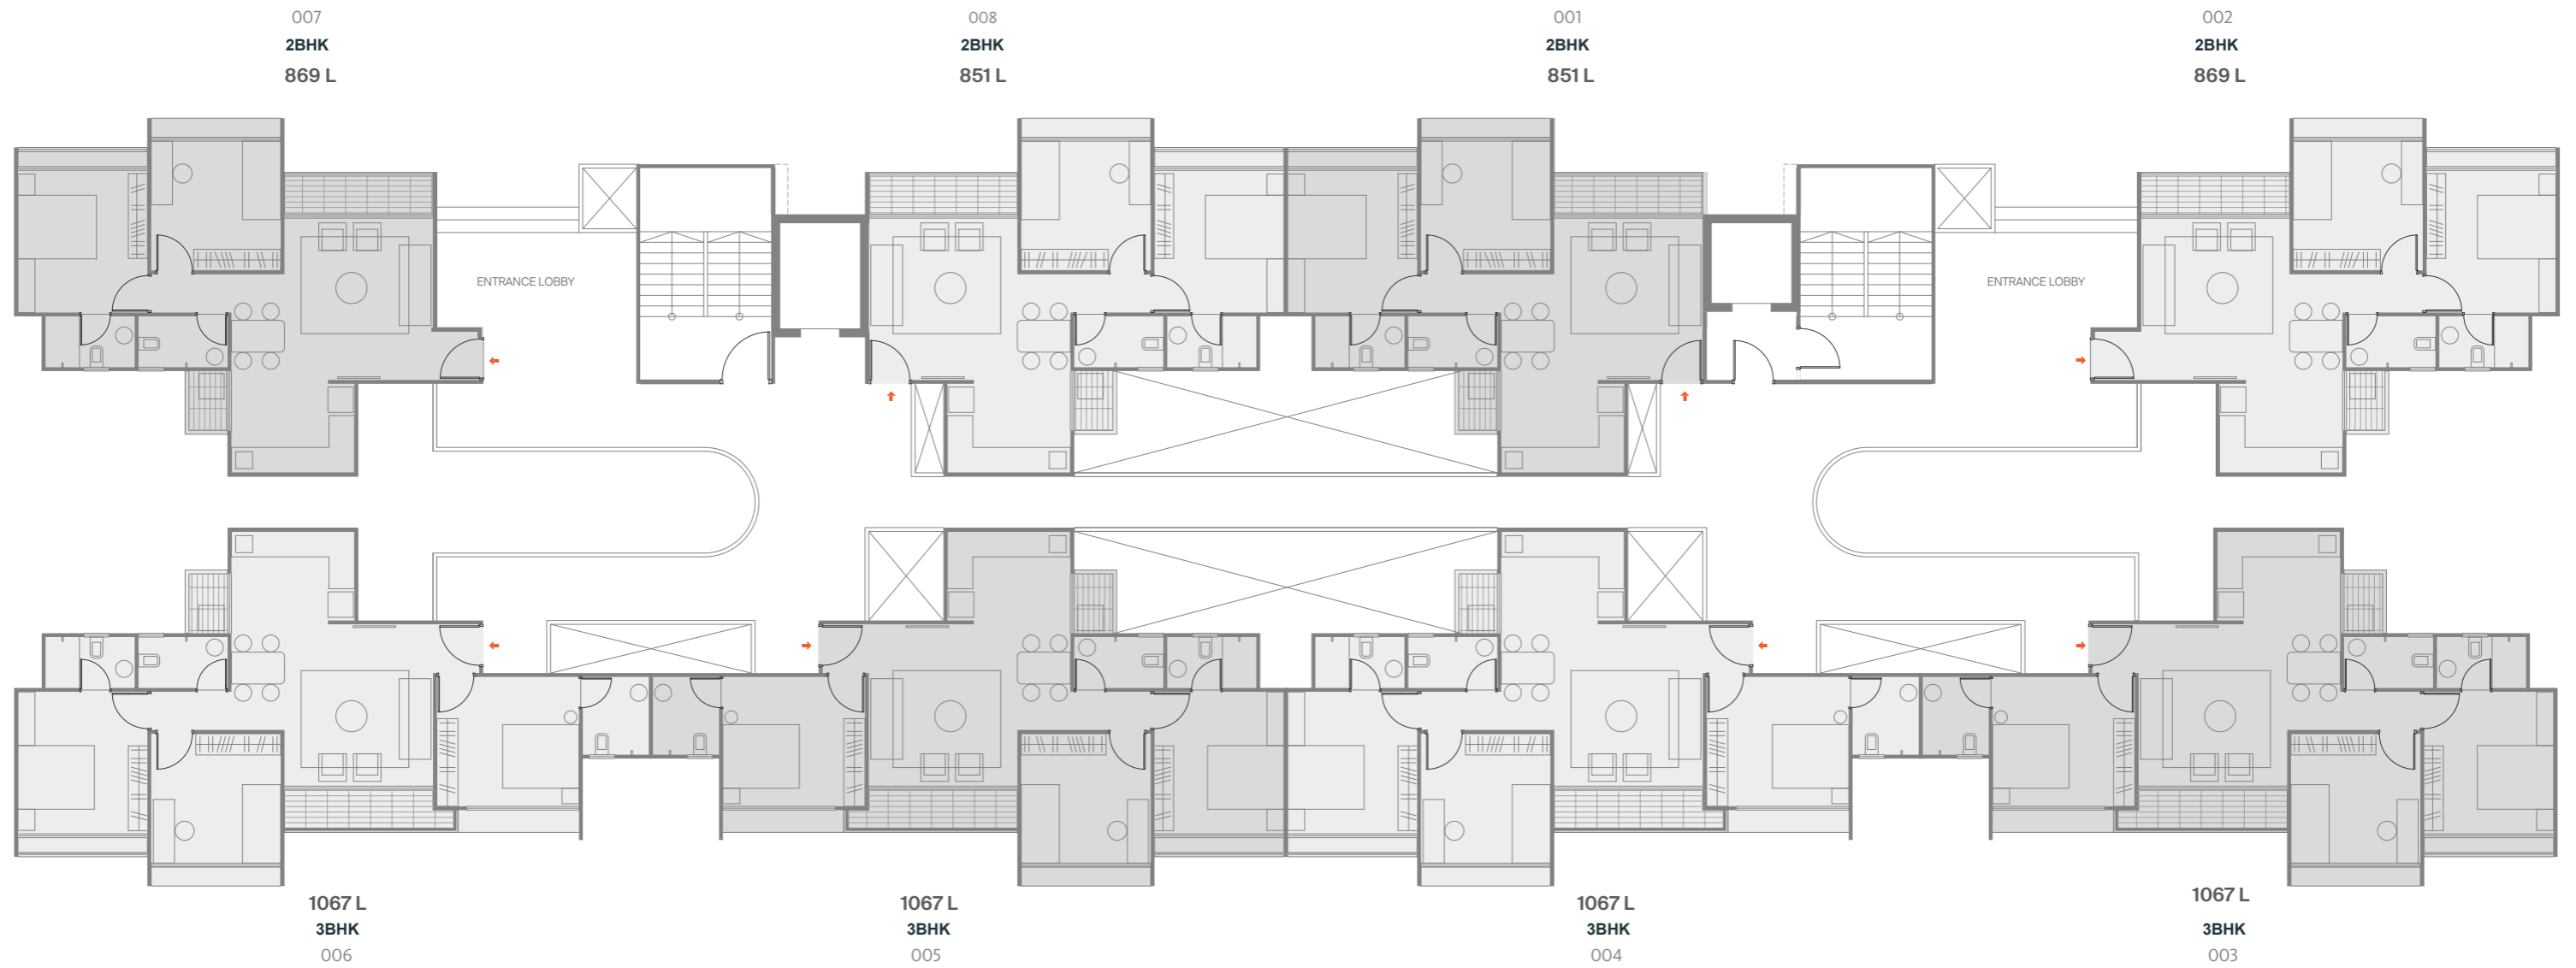 007
2BHK
869 L
008
2BHK
851 L
001
2BHK
851 L
002
2BHK
869 L
ENTRANCE LOBBY
ENTRANCE LOBBY
1067 L
3BHK
006
1067 L
3BHK
005
1067 L
3BHK
004
1067 L
3BHK
003